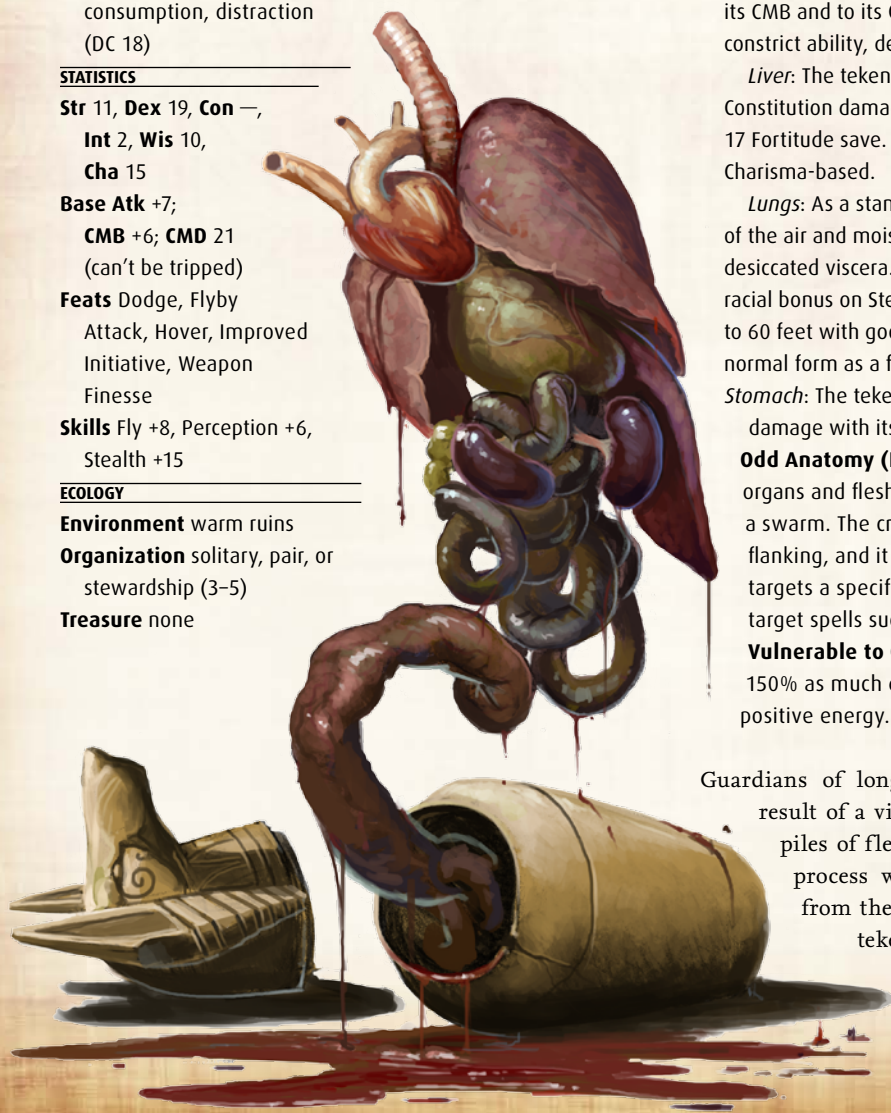 consumption, distraction
(DC 18)
STATISTICS
Str 11, Dex 19, Con —,
Int 2, Wis 10,
Cha 15
Base Atk +7;
CMB +6; CMD 21
(can't be tripped)
Feats Dodge, Flyby
Attack, Hover, Improved
Initiative, Weapon
Finesse
Skills Fly +8, Perception +6,
Stealth +15
ECOLOGY
Environment warm ruins
Organization solitary, pair, or
stewardship (3–5)
Treasure none
its CMB and to its
constrict ability, de
Liver: The teken
Constitution dama
17 Fortitude save.
Charisma-based.
Lungs: As a stan
of the air and mois
desiccated viscera.
racial bonus on Ste
to 60 feet with goo
normal form as a f
Stomach: The teke
damage with its
Odd Anatomy (
organs and flesh
a swarm. The cr
flanking, and it
targets a specif
target spells suc
Vulnerable to
150% as much
positive energy.
Guardians of lon
result of a vi
piles of fle
process w
from the
teko